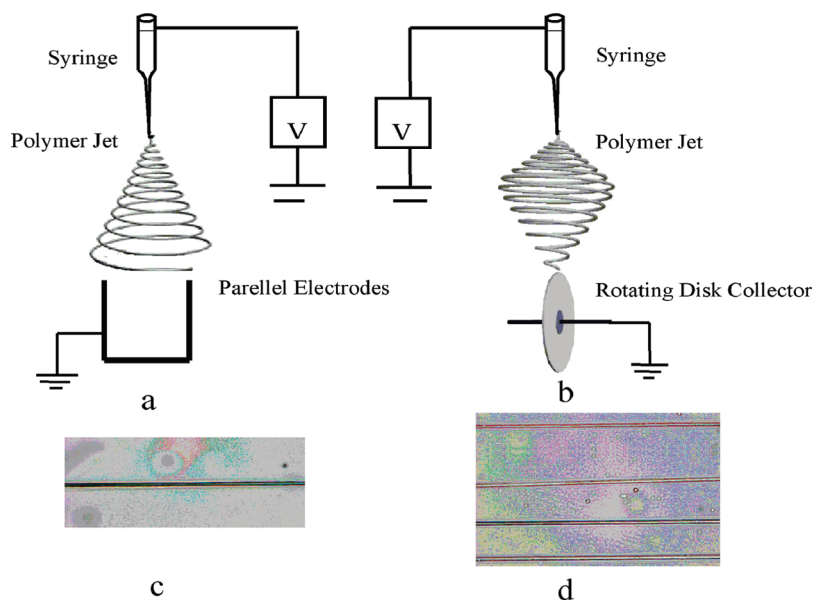 Syringe
V
Polymer Jet
Parellel Electrodes
a
Syringe
V
Polymer Jet
Rotating Disk Collector
b
c
d